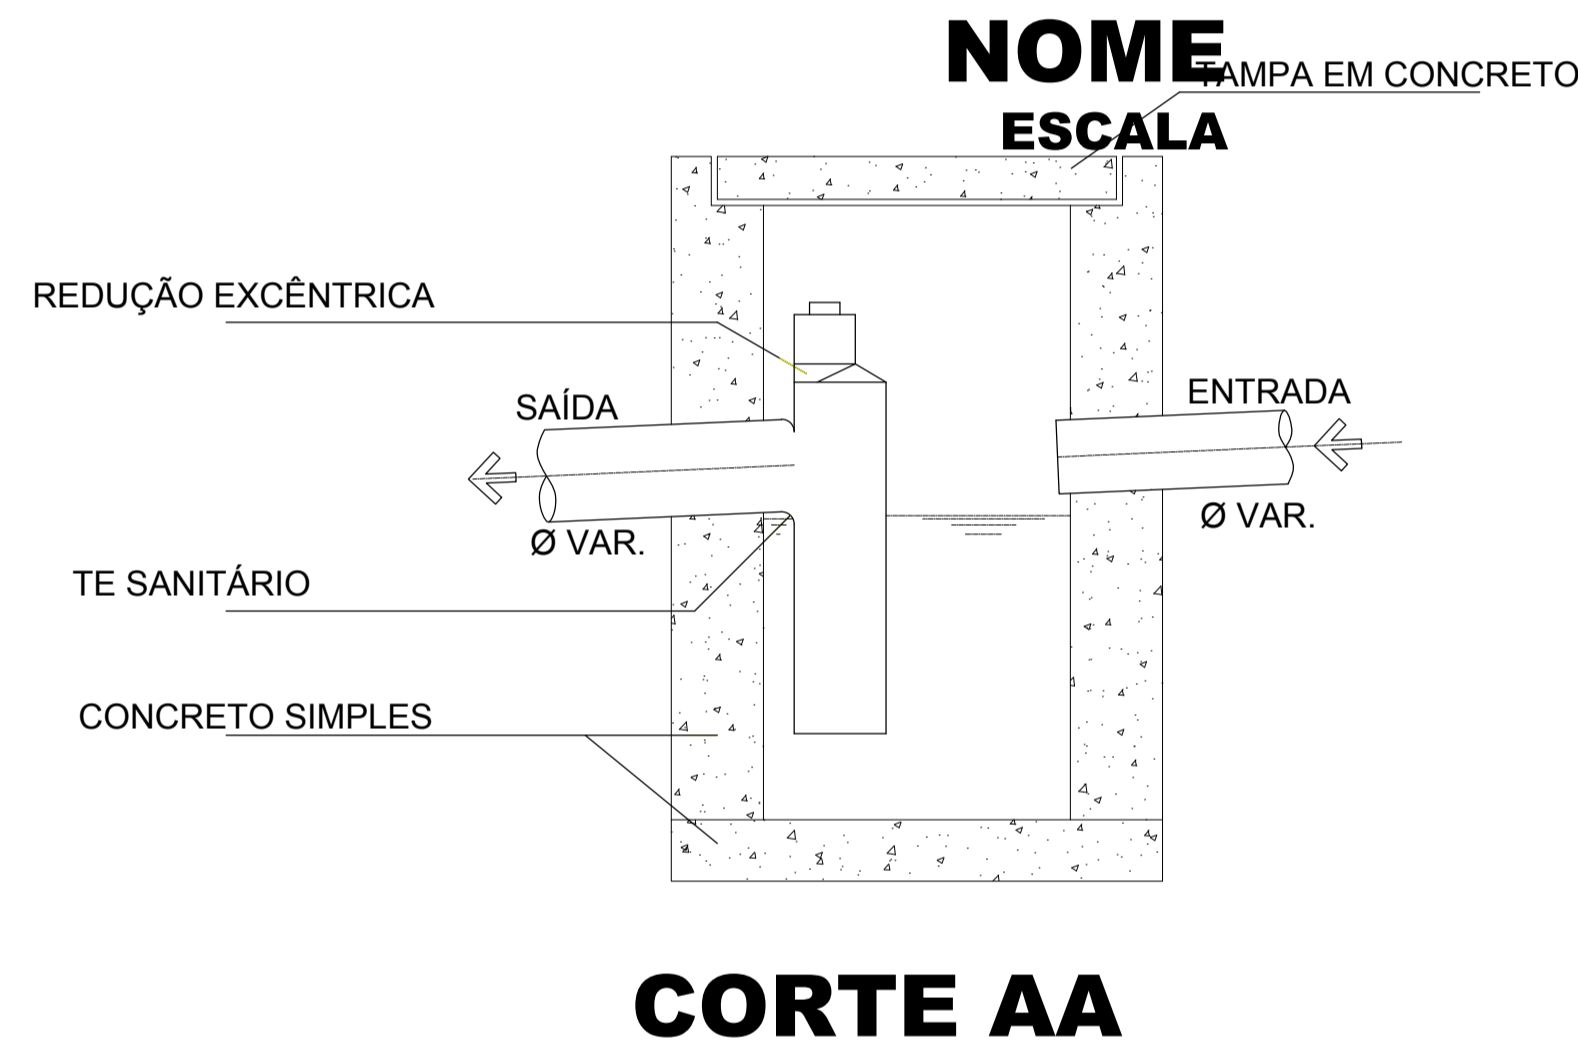 NOME
TAMPA EM CONCRETO
ESCALA
REDUÇÃO EXCÊNTRICA
SAÍDA
ENTRADA
Ø VAR.
Ø VAR.
TE SANITÁRIO
CONCRETO SIMPLES
CORTE AA